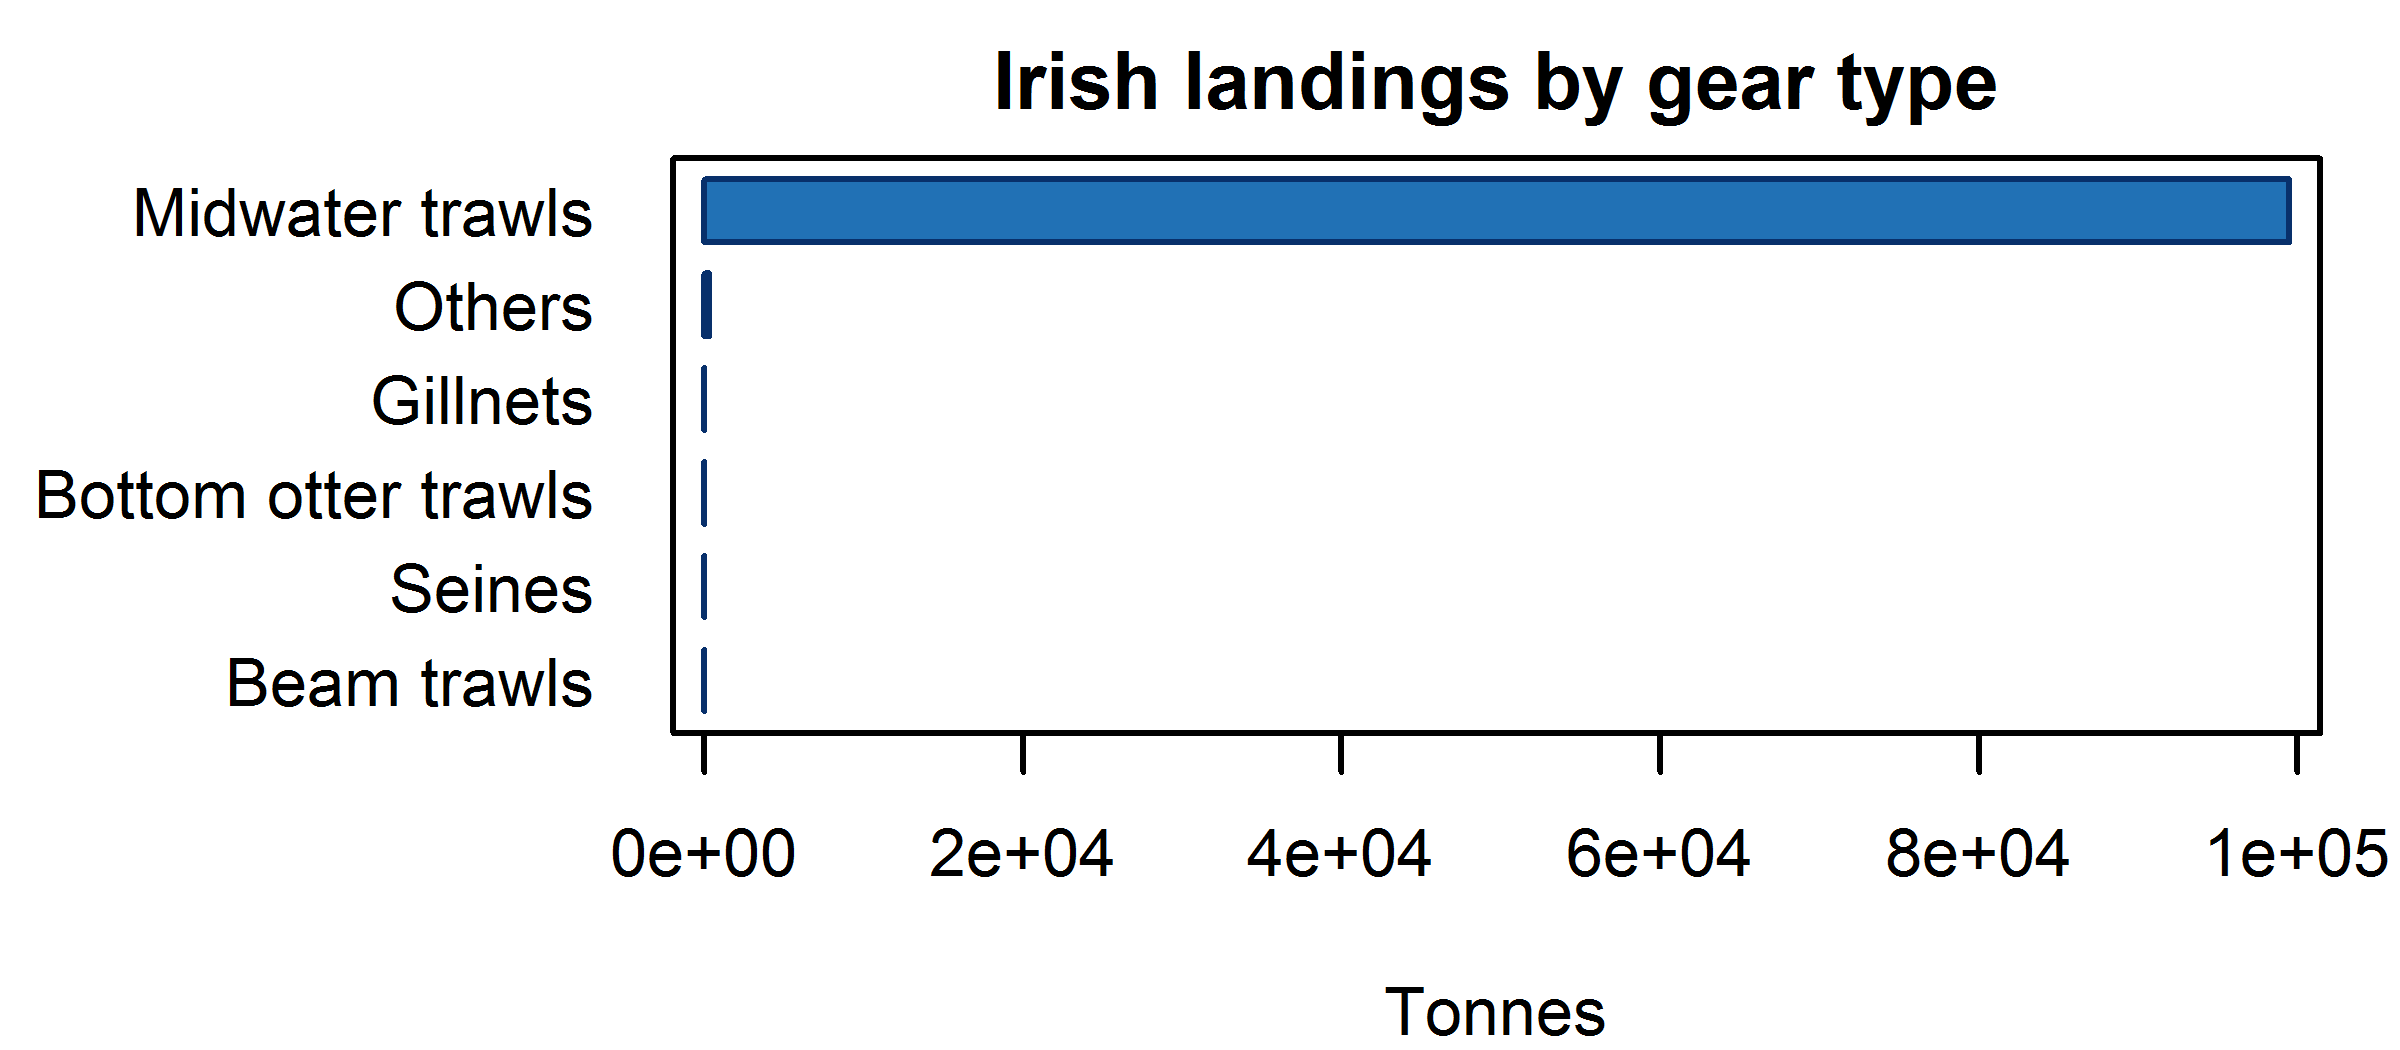 Irish landings by gear type
Midwater trawls
Others
Gillnets
Bottom otter trawls
Seines
Beam trawls
0e+00 2e+04 4e+04 6e+04 8e+04 1e+05
Tonnes